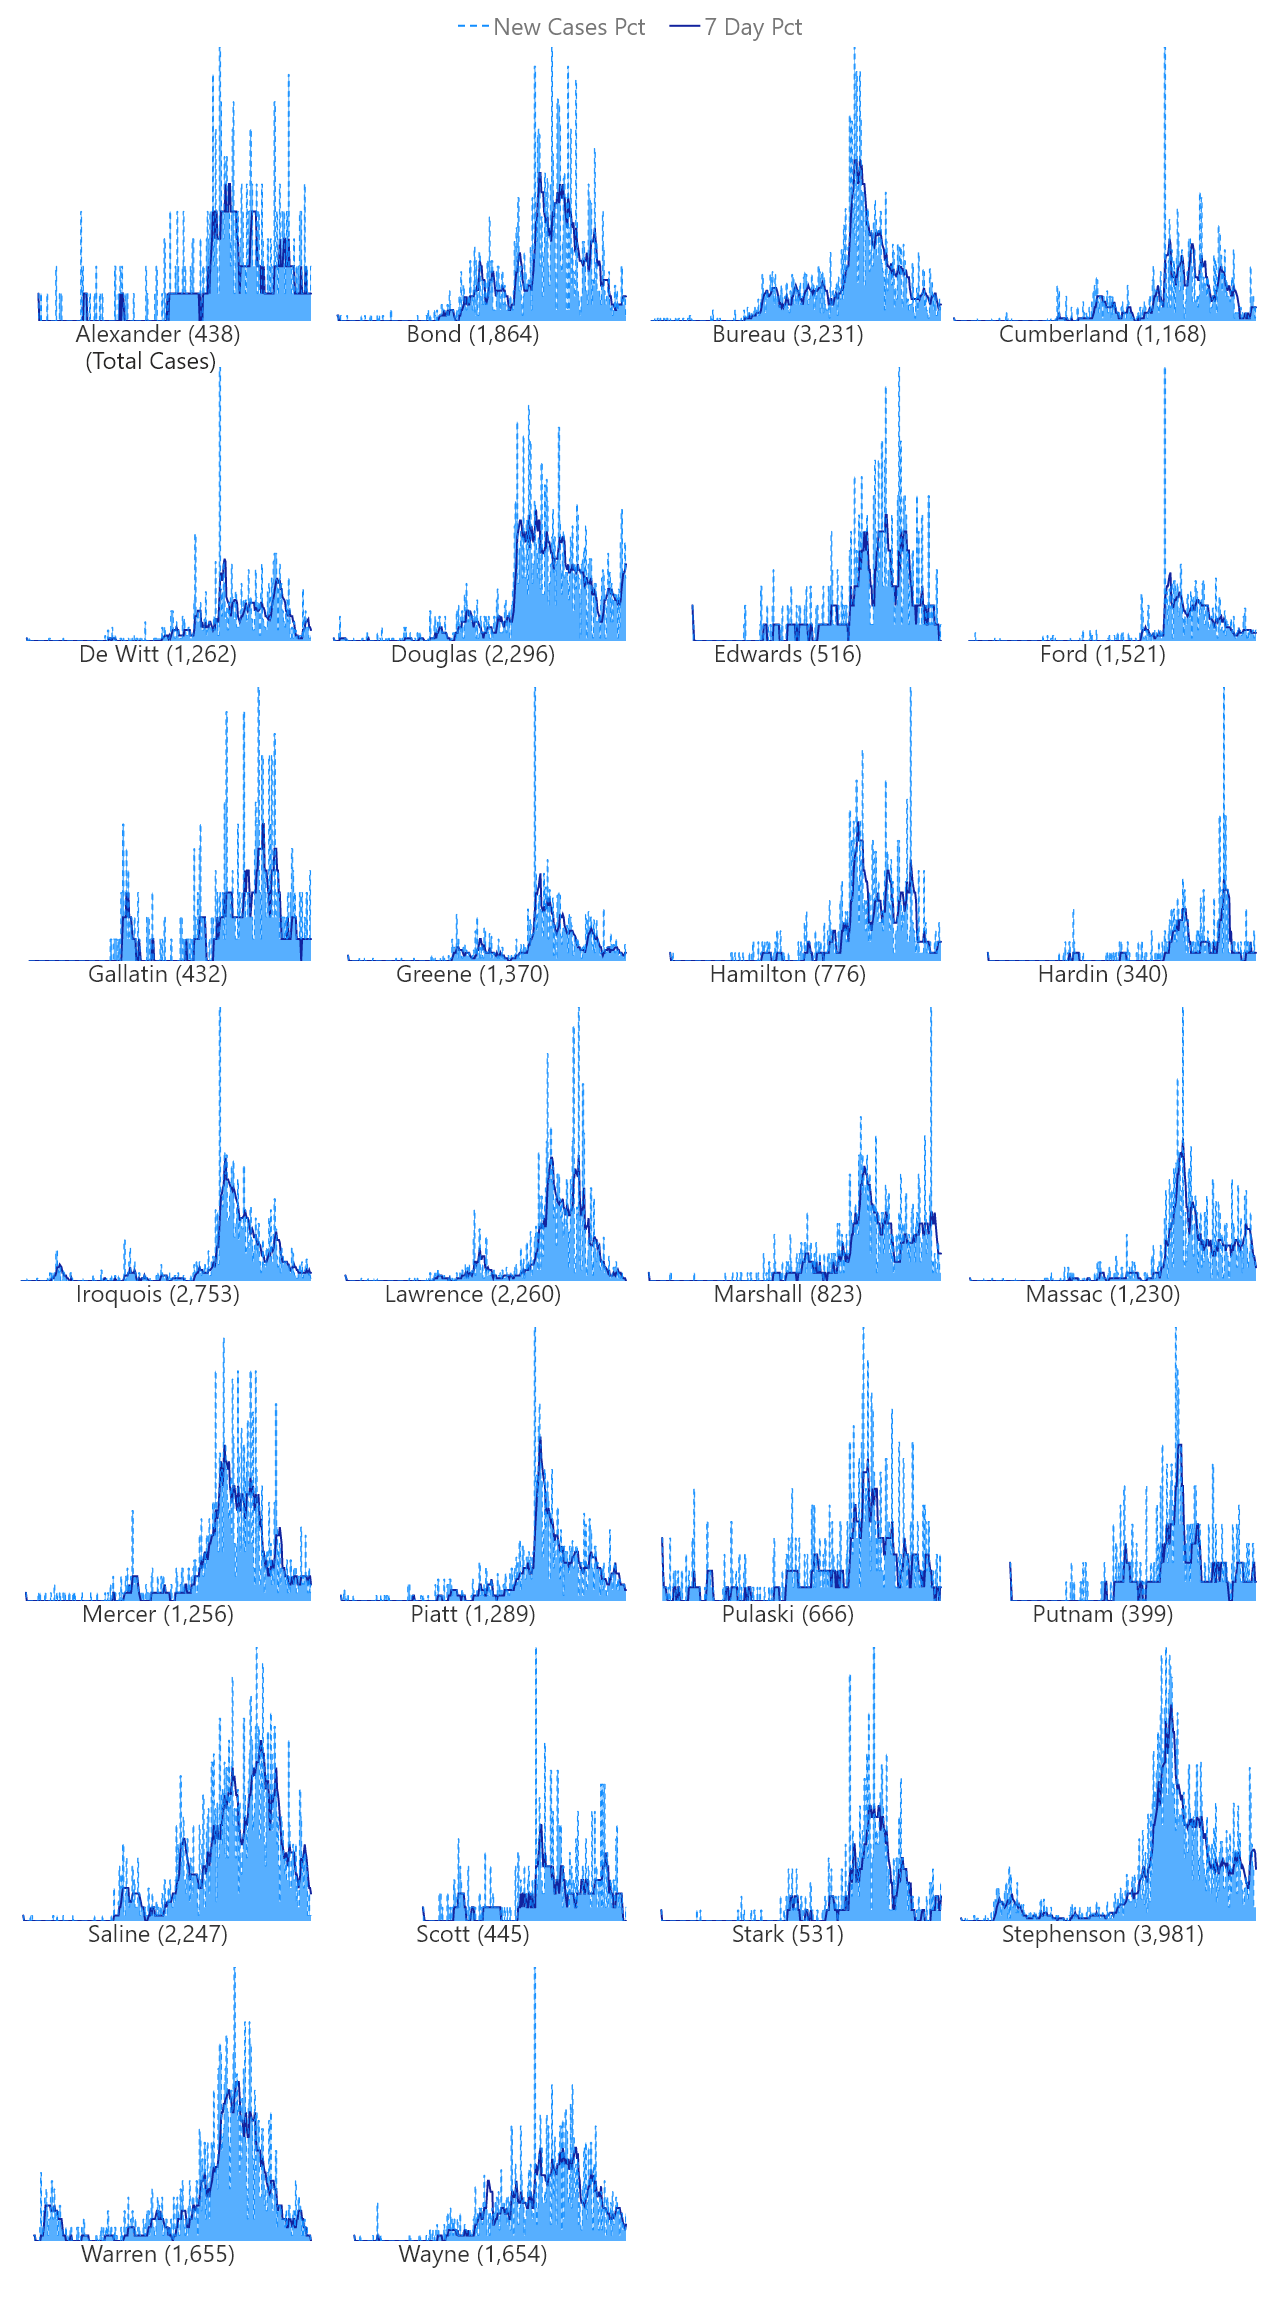 New Cases Pct 7 Day Pct
Alexander (438) Bond (1,864) Bureau (3,231) Cumberland (1,168)
(Total Cases)
De Witt (1,262) Douglas (2,296) Edwards (516) Ford (1,521)
Gallatin (432) Greene (1,370) Hamilton (776) Hardin (340)
Iroquois (2,753) Lawrence (2,260) Marshall (823) Massac (1,230)
Mercer (1,256) Piatt (1,289) Pulaski (666) Putnam (399)
Saline (2,247) Scott (445) Stark (531) Stephenson (3,981)
Warren (1,655) Wayne (1,654)